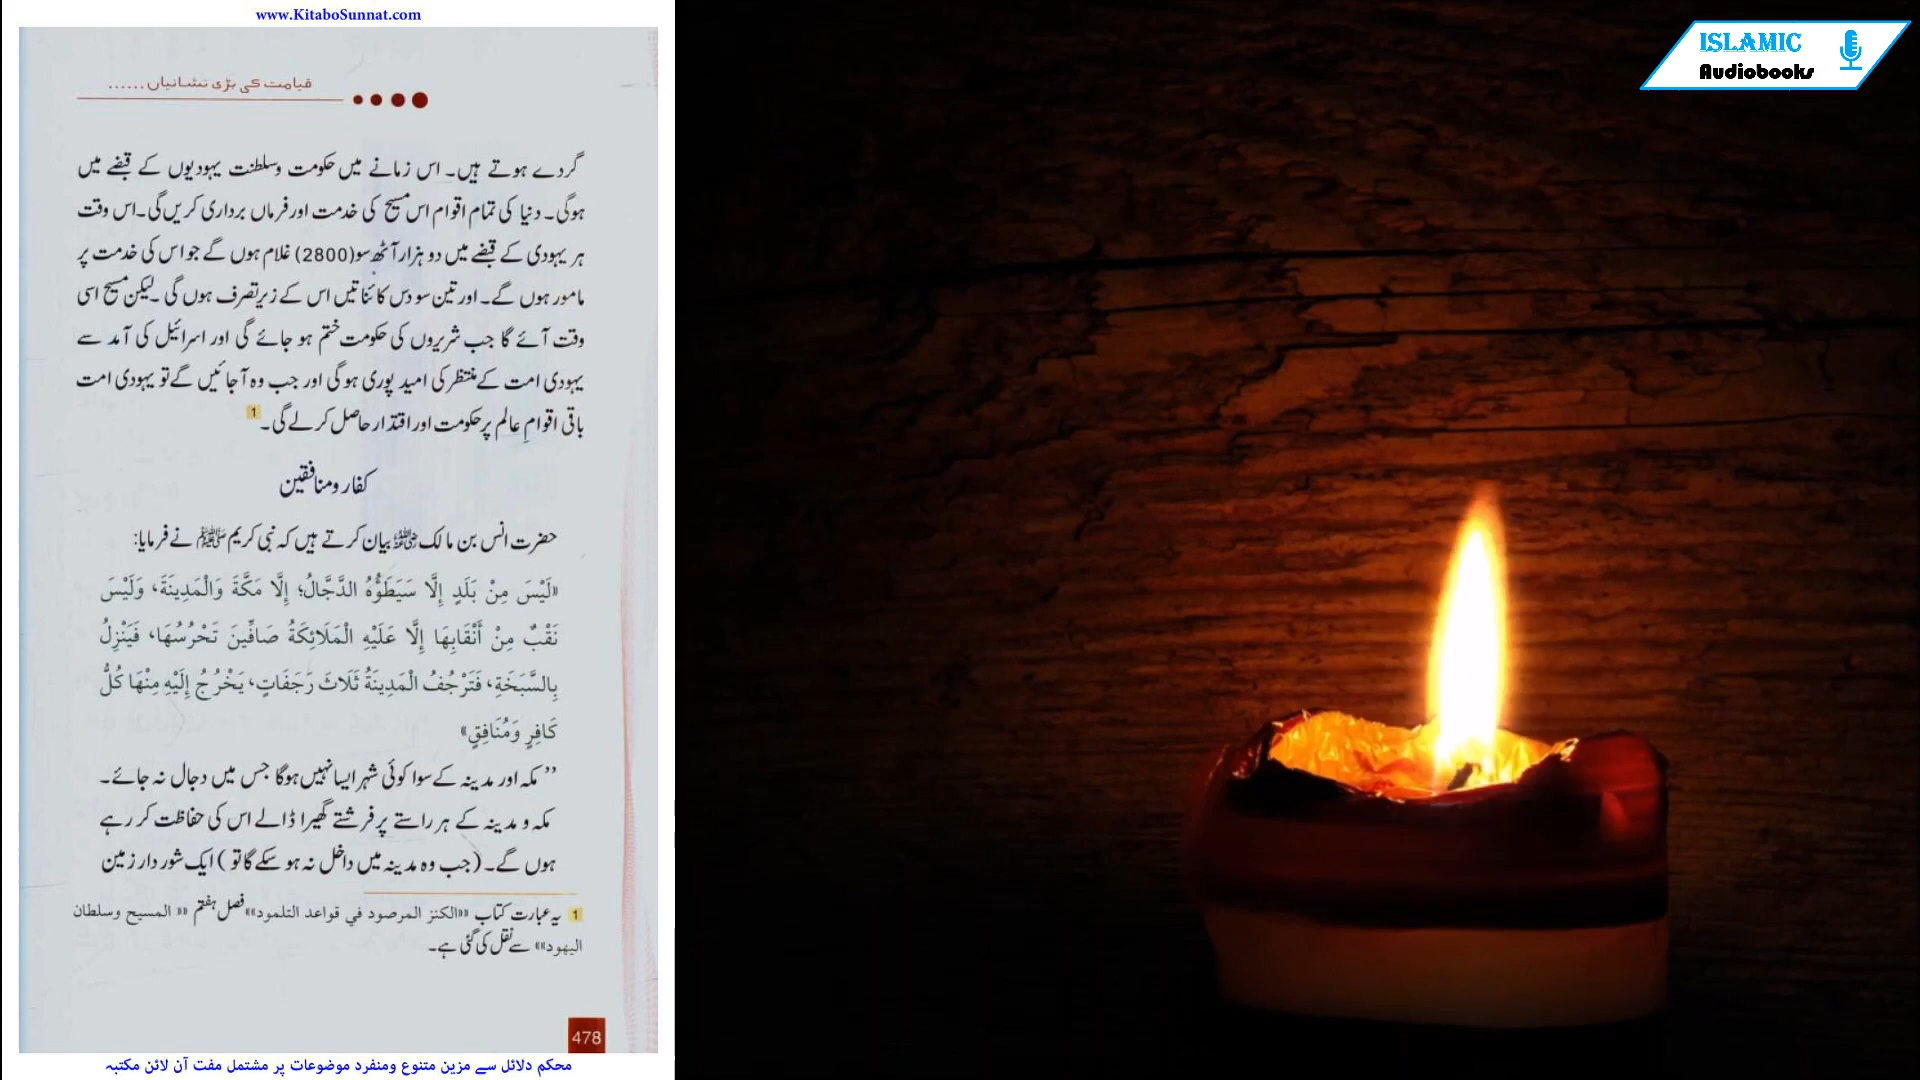 www.KitaboSunnat.com
قیامت کی بڑی نشانیاں ......
گردے ہوتے ہیں۔ اس زمانے میں حکومت وسلطنت یہودیوں کے قبضے میں
ہوگی۔ دنیا کی تمام اقوام اس مسیح کی خدمت اور فرماں برداری کریں گی۔ اس وقت
ہر یہودی کے قبضے میں دو ہزار آٹھ سو (2800) غلام ہوں گے جو اس کی خدمت پر
مامور ہوں گے۔ اور تین سو دس کائناتیں اس کے زیر تصرف ہوں گی۔ لیکن مسیح اسی
وقت آئے گا جب شریروں کی حکومت ختم ہو جائے گی اور اسرائیل کی آمد سے
یہودی امت کے منتظر کی امید پوری ہوگی اور جب وہ آجائیں گے تو یہودی امت
باقی اقوامِ عالم پر حکومت اور اقتدار حاصل کر لے گی۔ 1
کفار ومنافقین
حضرت انس بن مالک رضی اللہ عنہ بیان کرتے ہیں کہ نبی کریم ﷺ نے فرمایا:
«لَيْسَ مِنْ بَلَدٍ إِلَّا سَيَطَؤُهُ الدَّجَّالُ؛ إِلَّا مَكَّةَ وَالْمَدِينَةَ، وَلَيْسَ
نَقْبٌ مِنْ أَنْقَابِهَا إِلَّا عَلَيْهِ الْمَلَائِكَةُ صَافِّينَ تَحْرُسُهَا، فَيَنْزِلُ
بِالسَّبَخَةِ، فَتَرْجُفُ الْمَدِينَةُ ثَلَاثَ رَجَفَاتٍ، يَخْرُجُ إِلَيْهِ مِنْهَا كُلُّ
كَافِرٍ وَمُنَافِقٍ»
’’مکہ اور مدینہ کے سوا کوئی شہر ایسا نہیں ہوگا جس میں دجال نہ جائے۔
مکہ و مدینہ کے ہر راستے پر فرشتے گھیرا ڈالے اس کی حفاظت کر رہے
ہوں گے۔ (جب وہ مدینہ میں داخل نہ ہو سکے گا تو) ایک شور دار زمین
1 یہ عبارت کتاب «»الکنز المرصود في قواعد التلمود«» فصل ہفتم «» المسیح وسلطان
الیہود«» سے نقل کی گئی ہے۔
478
محکم دلائل سے مزین متنوع ومنفرد موضوعات پر مشتمل مفت آن لائن مکتبہ
ISLAMIC
Audiobooks